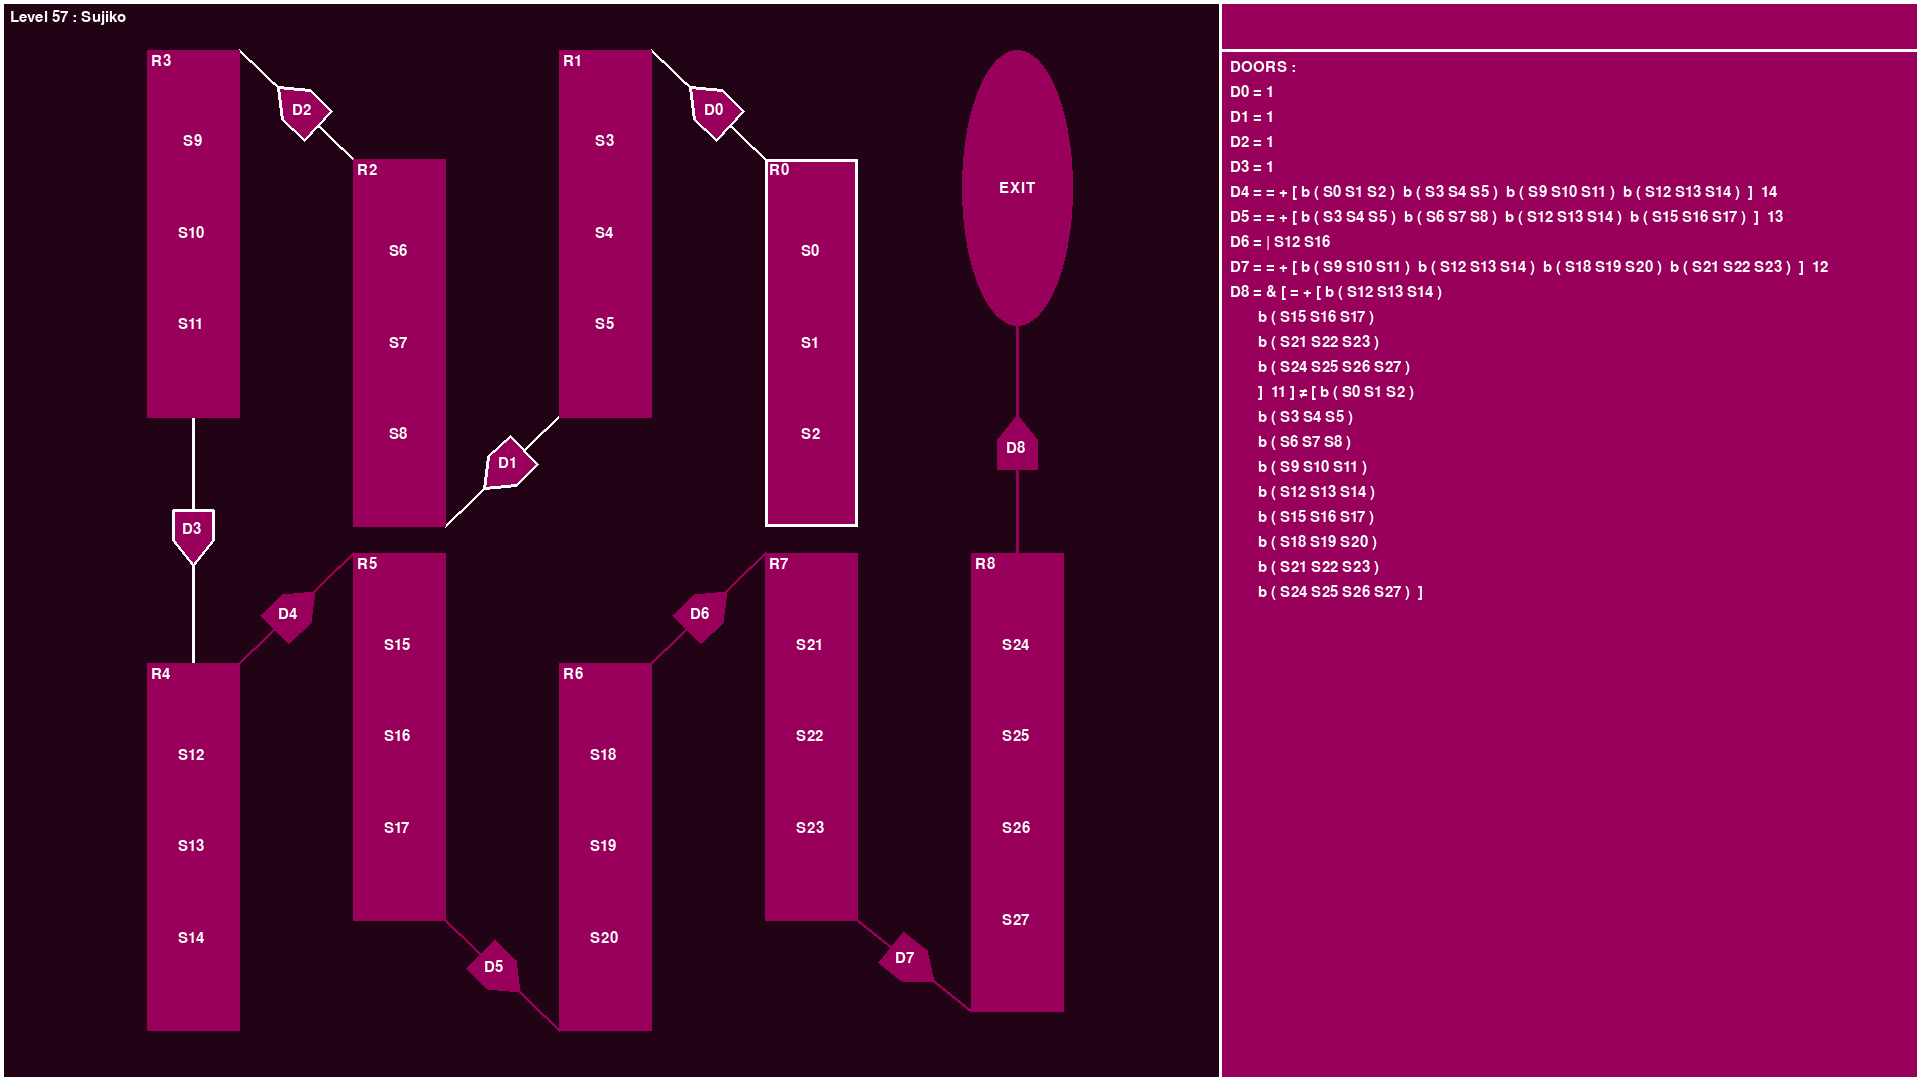 Level 57 : Sujiko
R3
S9
S10
S11
D2
R2
S6
S7
S8
D1
R1
S3
S4
S5
D0
R0
S0
S1
S2
EXIT
D8
D3
R4
S12
S13
S14
D4
R5
S15
S16
S17
D5
R6
S18
S19
S20
D6
R7
S21
S22
S23
D7
R8
S24
S25
S26
S27
DOORS :
D0 = 1
D1 = 1
D2 = 1
D3 = 1
D4 = = + [ b ( S0 S1 S2 ) b ( S3 S4 S5 ) b ( S9 S10 S11 ) b ( S12 S13 S14 ) ] 14
D5 = = + [ b ( S3 S4 S5 ) b ( S6 S7 S8 ) b ( S12 S13 S14 ) b ( S15 S16 S17 ) ] 13
D6 = | S12 S16
D7 = = + [ b ( S9 S10 S11 ) b ( S12 S13 S14 ) b ( S18 S19 S20 ) b ( S21 S22 S23 ) ] 12
D8 = & [ = + [ b ( S12 S13 S14 )
b ( S15 S16 S17 )
b ( S21 S22 S23 )
b ( S24 S25 S26 S27 )
] 11 ] ≠ [ b ( S0 S1 S2 )
b ( S3 S4 S5 )
b ( S6 S7 S8 )
b ( S9 S10 S11 )
b ( S12 S13 S14 )
b ( S15 S16 S17 )
b ( S18 S19 S20 )
b ( S21 S22 S23 )
b ( S24 S25 S26 S27 ) ]